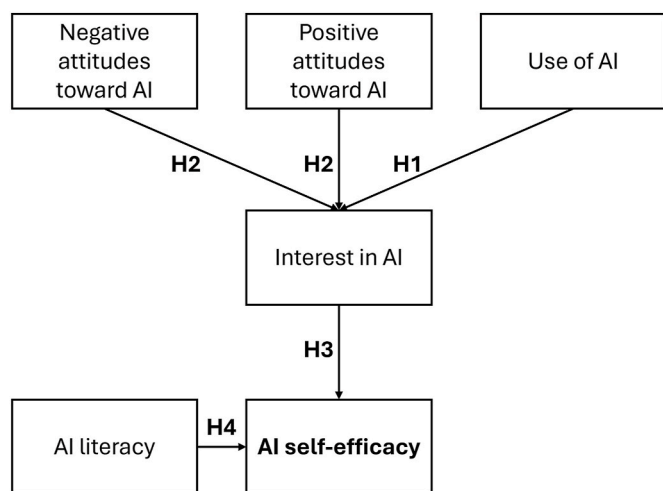 Negative
attitudes
toward AI
Positive
attitudes
toward AI
Use of AI
H2
H2
H1
Interest in AI
H3
AI literacy
H4
AI self-efficacy